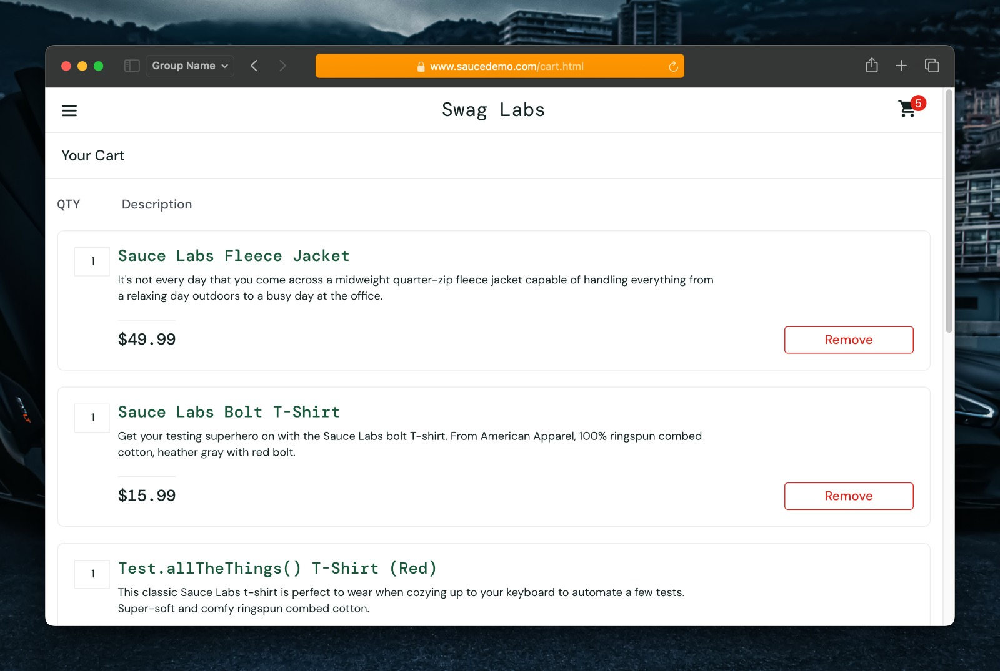 Group Name
www.saucedemo.com/cart.html
Swag Labs
5
Your Cart
QTY Description
1
Sauce Labs Fleece Jacket
It's not every day that you come across a midweight quarter-zip fleece jacket capable of handling everything from
a relaxing day outdoors to a busy day at the office.
$49.99
Remove
1
Sauce Labs Bolt T-Shirt
Get your testing superhero on with the Sauce Labs bolt T-shirt. From American Apparel, 100% ringspun combed
cotton, heather gray with red bolt.
$15.99
Remove
1
Test.allTheThings() T-Shirt (Red)
This classic Sauce Labs t-shirt is perfect to wear when cozying up to your keyboard to automate a few tests.
Super-soft and comfy ringspun combed cotton.